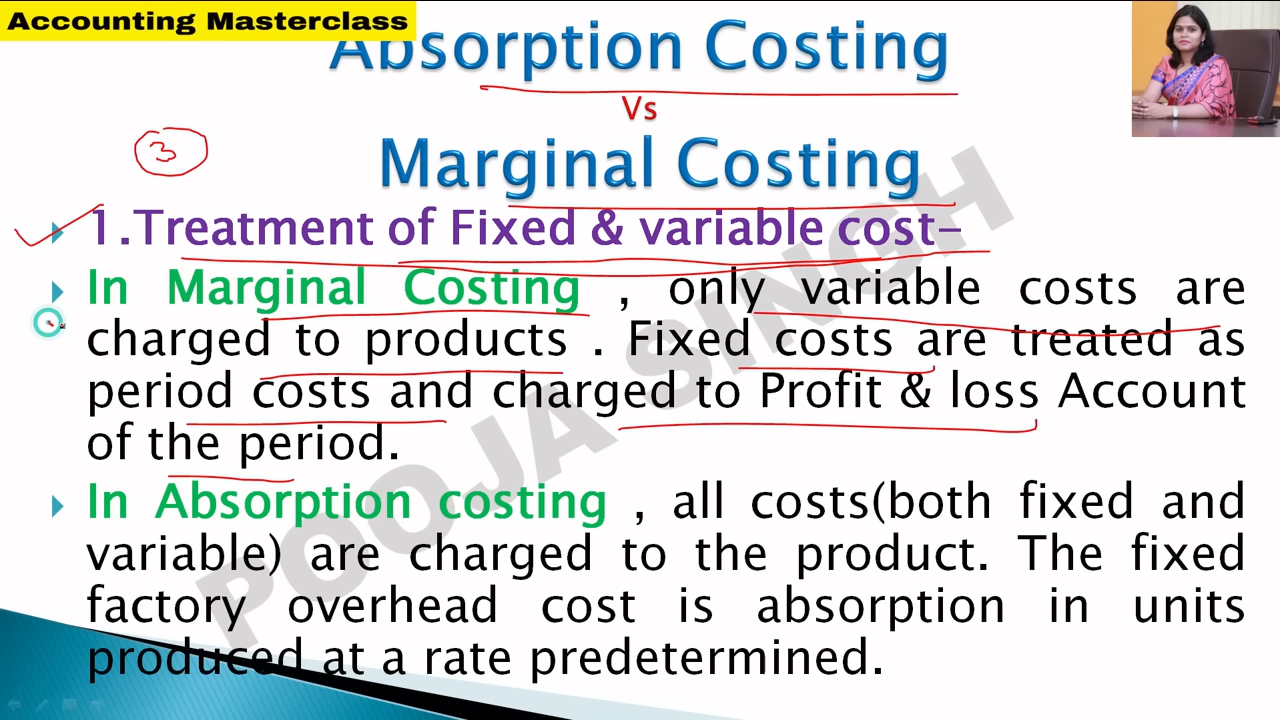 Accounting Masterclass
Absorption Costing
Vs
3
Marginal Costing
1.Treatment of Fixed & variable cost-
In Marginal Costing , only variable costs are
charged to products . Fixed costs are treated as
period costs and charged to Profit & loss Account
of the period.
In Absorption costing , all costs(both fixed and
variable) are charged to the product. The fixed
factory overhead cost is absorption in units
produced at a rate predetermined.
POOJA SINGH